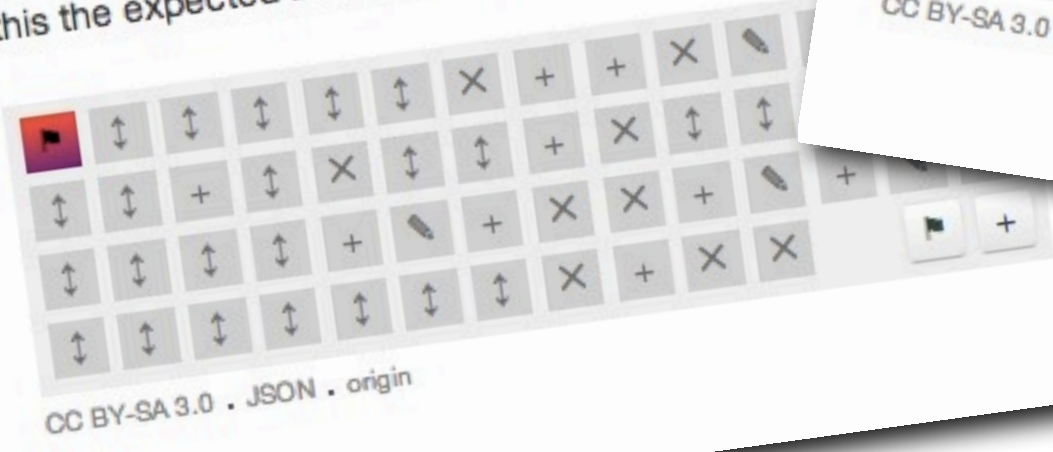 this the expected
CC BY-SA 3.0
CC BY-SA 3.0 . JSON . origin